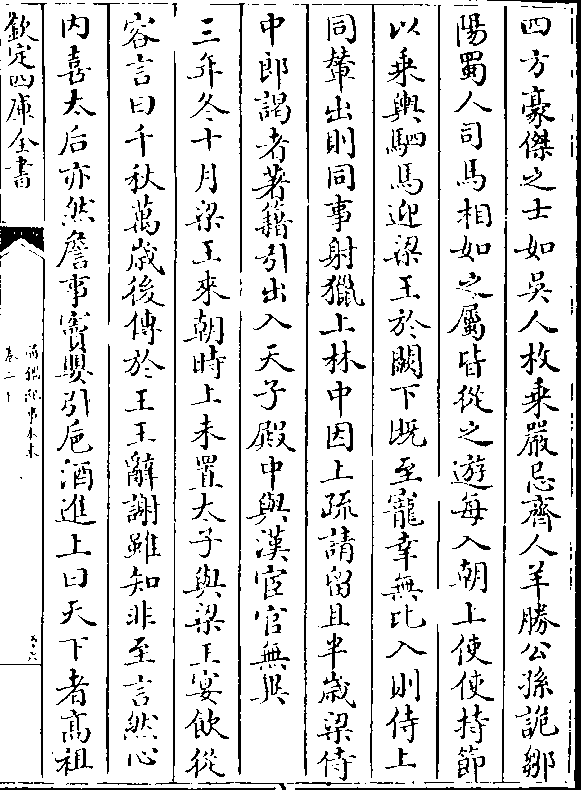 四方豪傑之士如吳人枚乗嚴忌齊人羊勝公孫詭鄒
陽蜀人司馬相如之屬皆從之遊每入朝上使使持節
以乗輿駟馬迎梁王於闕下既至寵幸無比入則侍上
同輦出則同車射獵上林中因上疏請留且半歲梁侍
中郎謁者著籍引出入天子殿中與漢宦官無異
三年冬十月梁王來朝時上未置太子與梁王宴飲從
容言曰千秋萬歲後傳於王王辭謝雖知非至言然心
内喜太后亦然詹事竇嬰引巵酒進上曰天下者高祖
欽定四庫全書
通鑑紀事本末
卷二